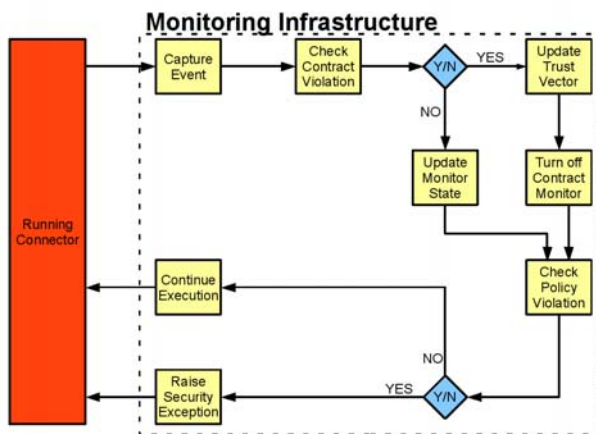 Monitoring Infrastructure
Capture
Event
Check
Contract
Violation
Y/N
YES
Update
Trust
Vector
NO
Update
Monitor
State
Turn off
Contract
Monitor
Running
Connector
Continue
Execution
Check
Policy
Violation
NO
Raise
Security
Exception
YES
Y/N